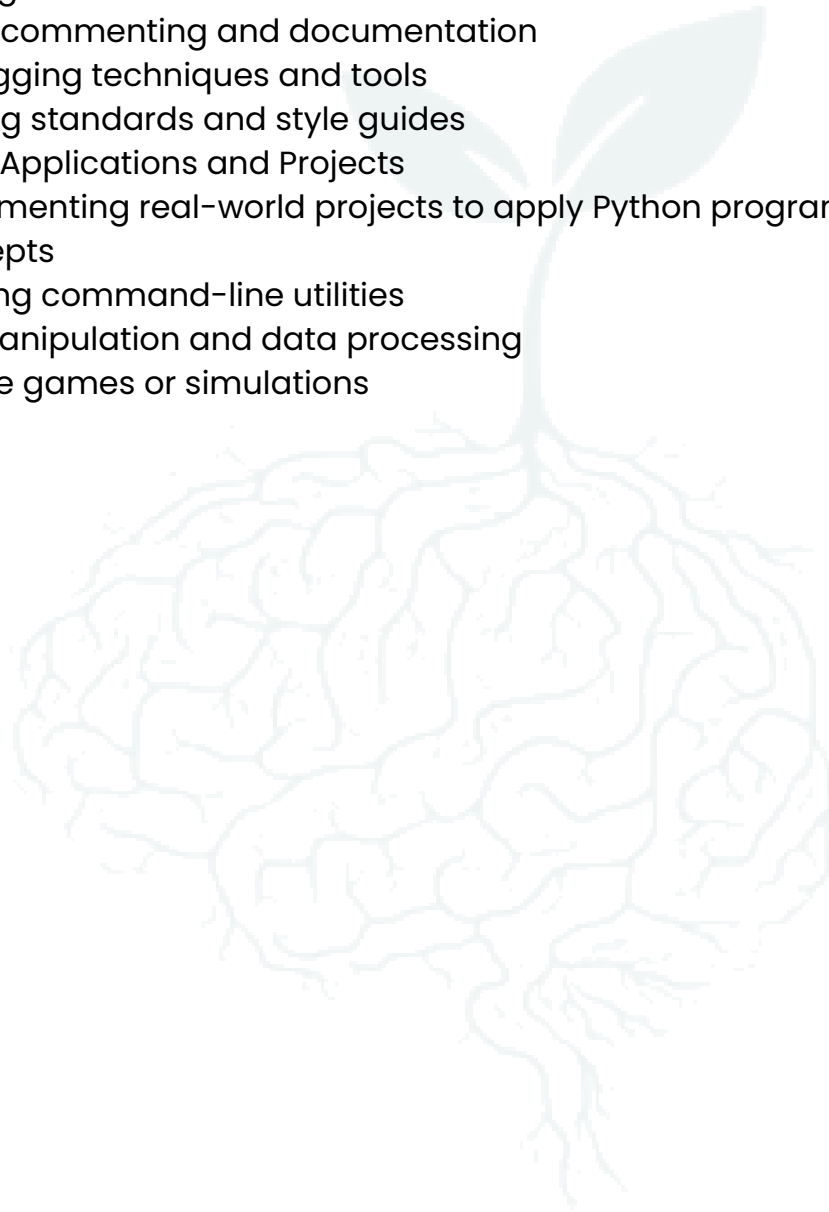 commenting and documentation
gging techniques and tools
g standards and style guides
Applications and Projects
menting real-world projects to apply Python progra
epts
ng command-line utilities
anipulation and data processing
e games or simulations